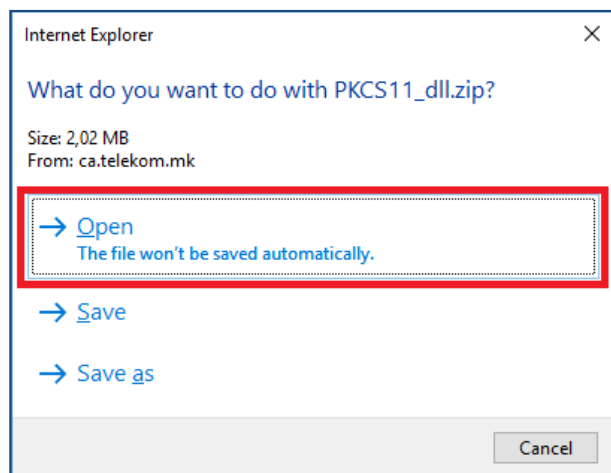 Internet Explorer
What do you want to do with PKCS11_dll.zip?
Size: 2,02 MB
From: ca.telekom.mk
Open
The file won't be saved automatically.
Save
Save as
Cancel